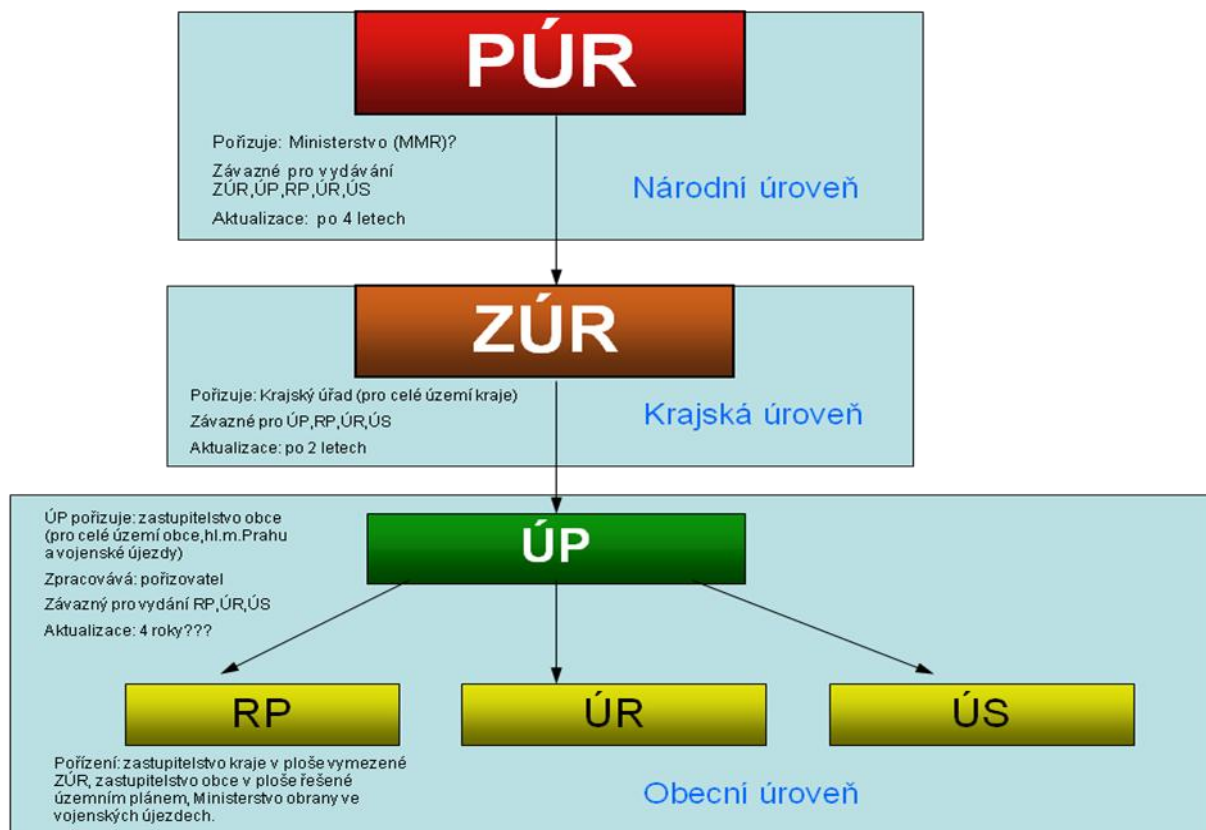 PÚR
Pořizuje: Ministerstvo (MMR)?
Závazné pro vydávání
ZÚR,ÚP,RP,ÚR,ÚS
Aktualizace: po 4 letech
Národní úroveň
ZÚR
Pořizuje: Krajský úřad (pro celé území kraje)
Závazné pro ÚP,RP,ÚR,ÚS
Aktualizace: po 2 letech
Krajská úroveň
ÚP pořizuje: zastupitelstvo obce
(pro celé území obce,hl.m.Prahu
a vojenské újezdy)
Zpracovává: pořizovatel
Závazný pro vydání RP,ÚR,ÚS
Aktualizace: 4 roky???
ÚP
RP
ÚR
ÚS
Pořízení: zastupitelstvo kraje v ploše vymezené
ZÚR, zastupitelstvo obce v ploše řešené
územním plánem, Ministerstvo obrany ve
vojenských újezdech.
Obecní úroveň